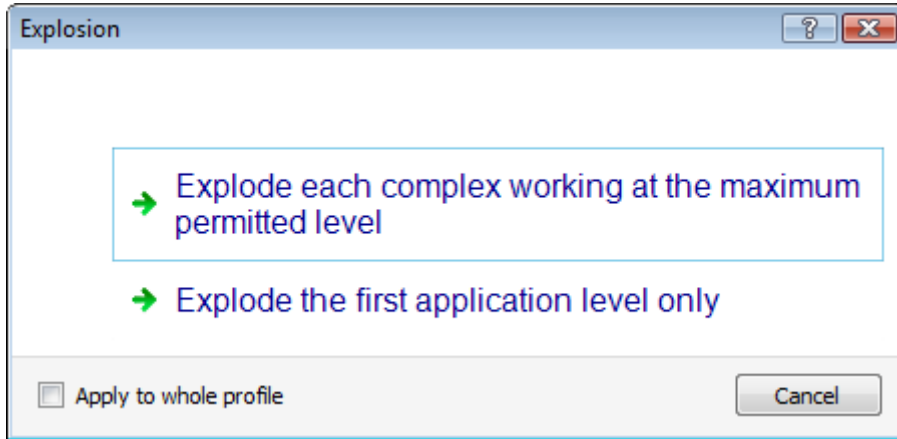 Explosion
?
Explode each complex working at the maximum
permitted level
Explode the first application level only
Apply to whole profile
Cancel